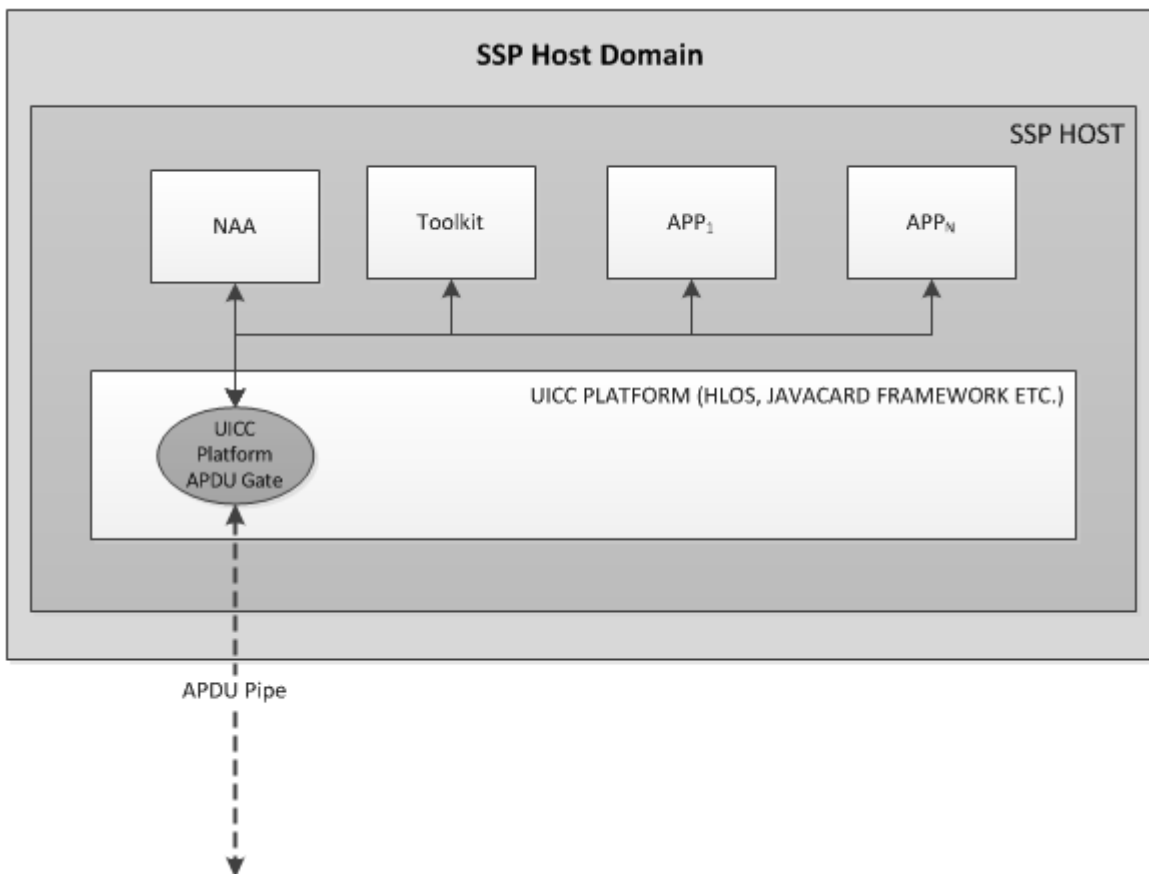 SSP Host Domain
SSP HOST
NAA
Toolkit
APP₁
APPN
UICC PLATFORM (HLOS, JAVACARD FRAMEWORK ETC.)
UICC
Platform
APDU Gate
APDU Pipe